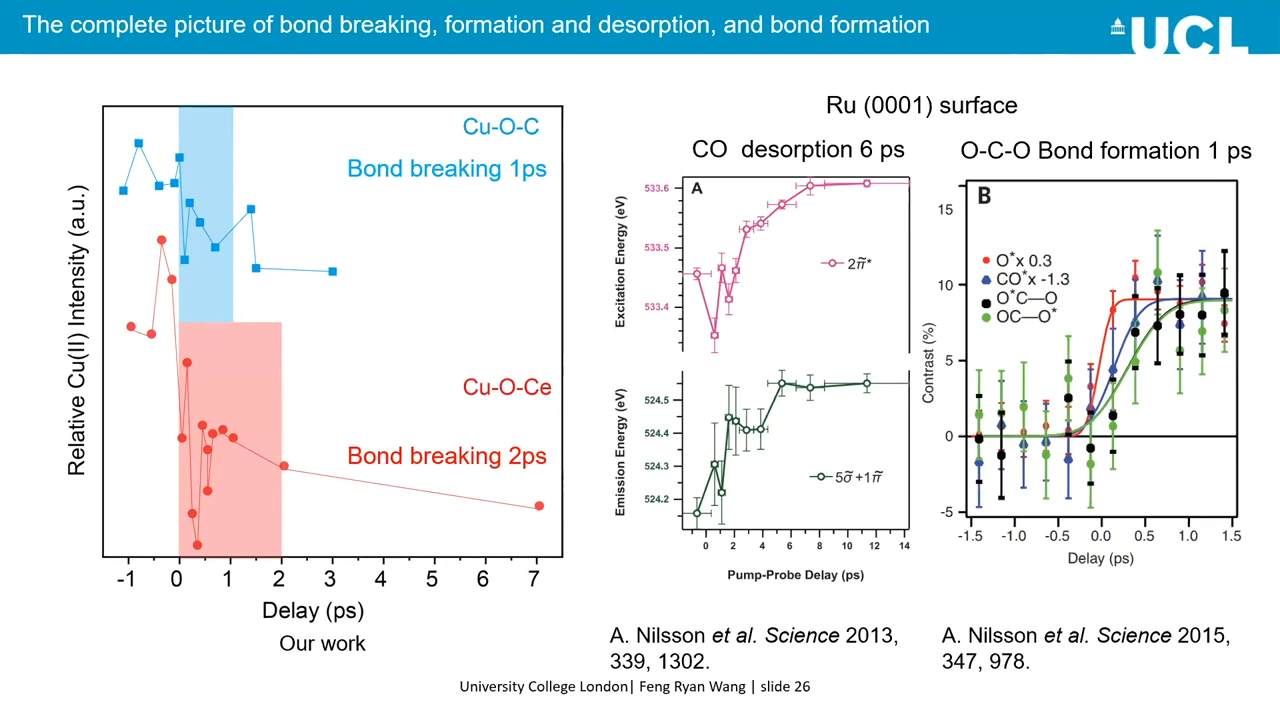 The complete picture of bond breaking, formation and desorption, and bond formation
UCL
Relative Cu(II) Intensity (a.u.)
Cu-O-C
Bond breaking 1ps
Cu-O-Ce
Bond breaking 2ps
-1 0 1 2 3 4 5 6 7
Delay (ps)
Our work
Ru (0001) surface
CO desorption 6 ps
O-C-O Bond formation 1 ps
A
Excitation Energy (eV)
533.6
533.5
533.4
2π̃*
Emission Energy (eV)
524.5
524.4
524.3
524.2
5σ̃+1π̃
0 2 4 6 8 10 12 14
Pump-Probe Delay (ps)
B
Contrast (%)
15
10
5
0
-5
O*x 0.3
CO*x -1.3
O*C—O
OC—O*
-1.5 -1.0 -0.5 0.0 0.5 1.0 1.5
Delay (ps)
A. Nilsson et al. Science 2013,
339, 1302.
A. Nilsson et al. Science 2015,
347, 978.
University College London| Feng Ryan Wang | slide 26